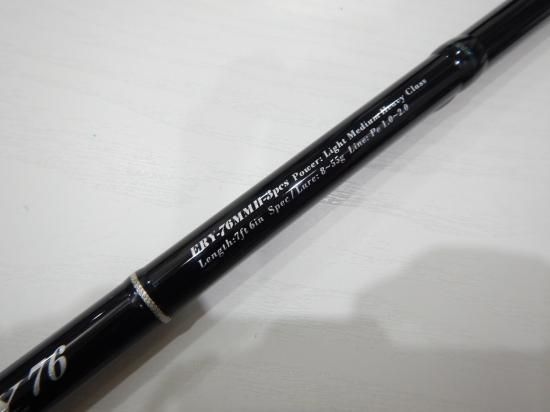 EBY-76MMH-3pcs Power: Light Medium Heavy Class
Length:7ft 6in Spec / Lure: 8~55g Line: Pe 1.0~2.0
76